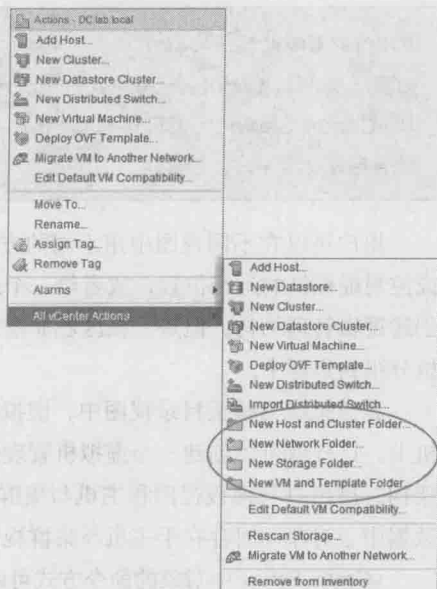 Actions - DC lab.local
Add Host...
New Cluster...
New Datastore Cluster...
New Distributed Switch...
New Virtual Machine...
Deploy OVF Template...
Migrate VM to Another Network...
Edit Default VM Compatibility...
Move To...
Rename...
Assign Tag...
Remove Tag
Alarms
All vCenter Actions
Add Host...
New Datastore...
New Cluster...
New Datastore Cluster...
New Virtual Machine...
Deploy OVF Template...
New Distributed Switch...
Import Distributed Switch...
New Host and Cluster Folder...
New Network Folder...
New Storage Folder...
New VM and Template Folder...
Edit Default VM Compatibility...
Rescan Storage...
Migrate VM to Another Network...
Remove from Inventory